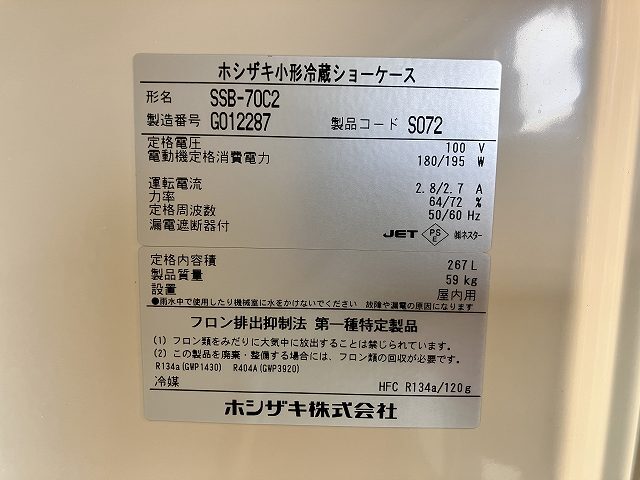 ホシザキ小形冷蔵ショーケース
形名 SSB-70C2
製造番号 G012287 製品コード S072
定格電圧 100 V
電動機定格消費電力 180/195 W
運転電流 2.8/2.7 A
力率 64/72 %
定格周波数 50/60 Hz
漏電遮断器付 JET PSE ㈱ネスター
定格内容積 267 L
製品質量 59 kg
設置 屋内用
●雨水中で使用したり機械室に水をかけないでください 故障や漏電の原因になります
フロン排出抑制法 第一種特定製品
(1) フロン類をみだりに大気中に放出することは禁じられています。
(2) この製品を廃棄・整備する場合には、フロン類の回収が必要です。
R134a(GWP1430) R404A(GWP3920)
冷媒 HFC R134a/120g
ホシザキ株式会社